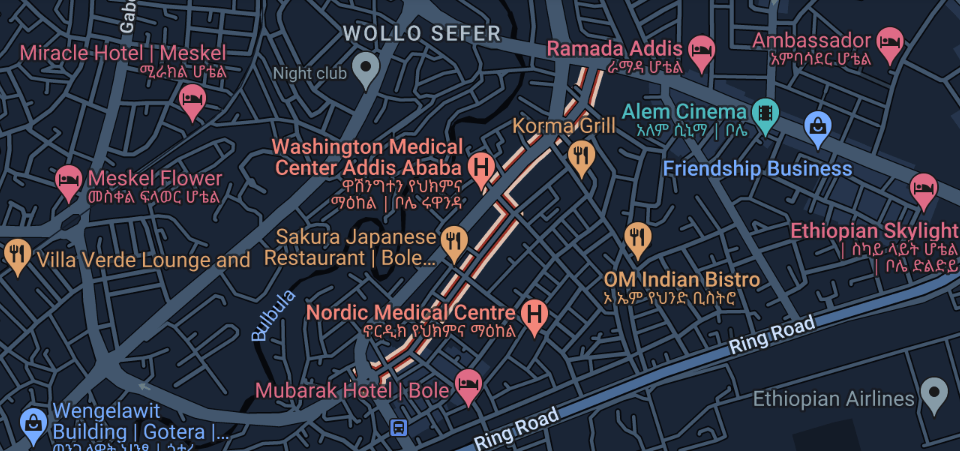 Gaba
WOLLO SEFER
Miracle Hotel | Meskel
ሚራክል ሆቴል
Night club
Ramada Addis
ራማዳ ሆቴል
Ambassador
አምባሳደር ሆቴል
Alem Cinema
አለም ሲኒማ | ቦሌ
Korma Grill
Washington Medical
Center Addis Ababa
ዋሽንግተን የህክምና
ማዕከል | ቦሌ ሩዋንዳ
Friendship Business
Meskel Flower
መስቀል ፍላወር ሆቴል
Ethiopian Skylight
| ስካይ ላይት ሆቴል
| ቦሌ ድልድይ
Sakura Japanese
Restaurant | Bole...
Villa Verde Lounge and
OM Indian Bistro
ኦ ኤም የህንድ ቢስትሮ
Bulbula
Nordic Medical Centre
ኖርዲክ የህክምና ማዕከል
Ring Road
Mubarak Hotel | Bole
Ethiopian Airlines
Wengelawit
Building | Gotera |...
Ring Road